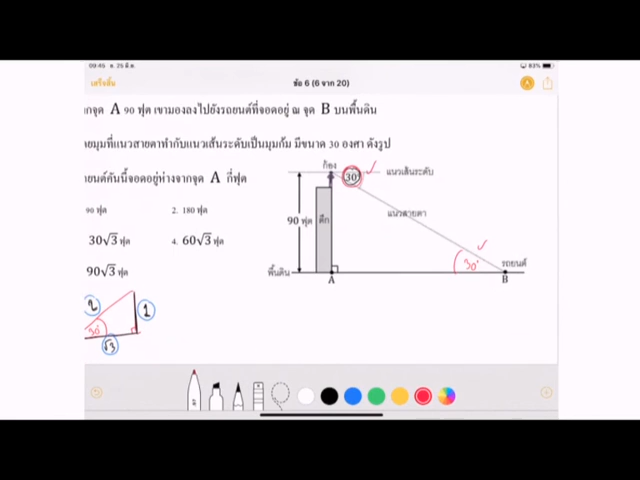 09:45 อ. 25 มี.ค. 83%
เสร็จสิ้น ข้อ 6 (6 จาก 20)
กจุด A 90 ฟุต เขามองลงไปยังรถยนต์ที่จอดอยู่ ณ จุด B บนพื้นดิน
ยมุมที่แนวสายตาทำกับแนวเส้นระดับเป็นมุมก้ม มีขนาด 30 องศา ดังรูป
ยนต์คันนี้จอดอยู่ห่างจากจุด A กี่ฟุต
90 ฟุต 2. 180 ฟุต
30√3 ฟุต 4. 60√3 ฟุต
90√3 ฟุต
ก้อง 30° แนวเส้นระดับ
90 ฟุต ตึก แนวสายตา
30° รถยนต์
พื้นดิน A B
2 1
30°
√3